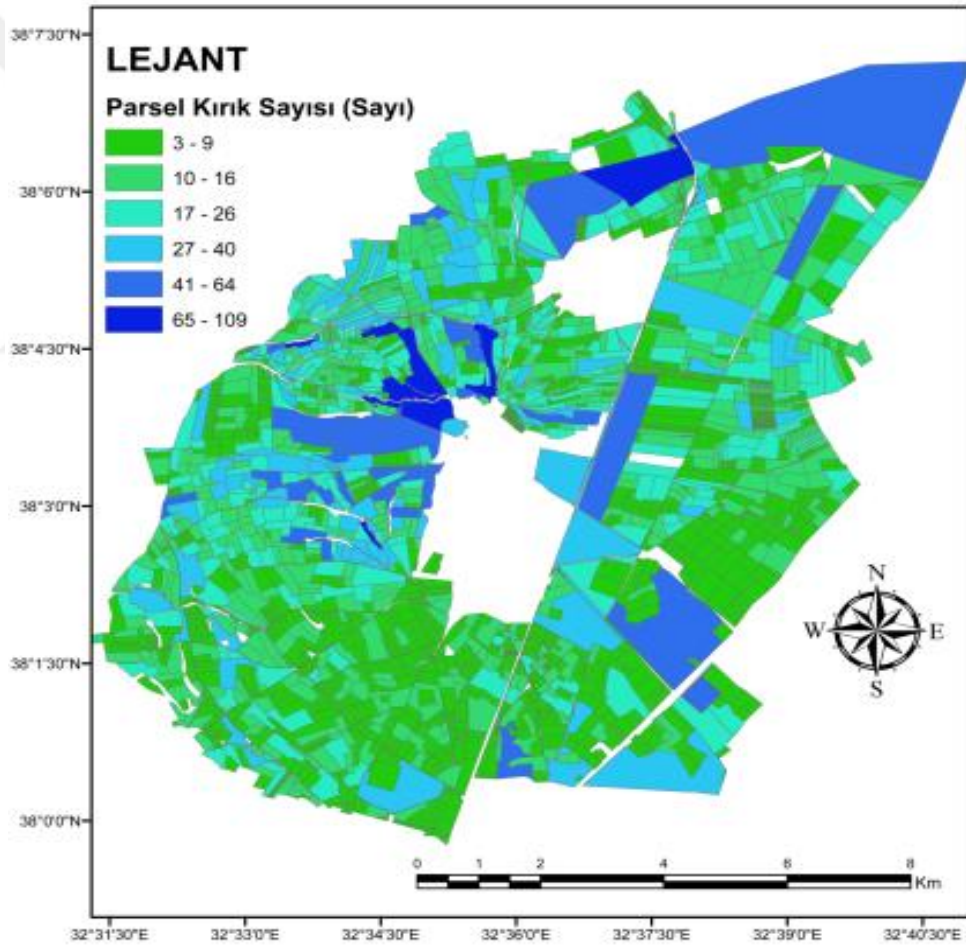 LEJANT
Parsel Kırık Sayısı (Sayı)
3 - 9
10 - 16
17 - 26
27 - 40
41 - 64
65 - 109
38°7'30"N
38°6'0"N
38°4'30"N
38°3'0"N
38°1'30"N
38°0'0"N
N
W E
S
0 1 2 4 6 8
Km
32°31'30"E 32°33'0"E 32°34'30"E 32°36'0"E 32°37'30"E 32°39'0"E 32°40'30"E